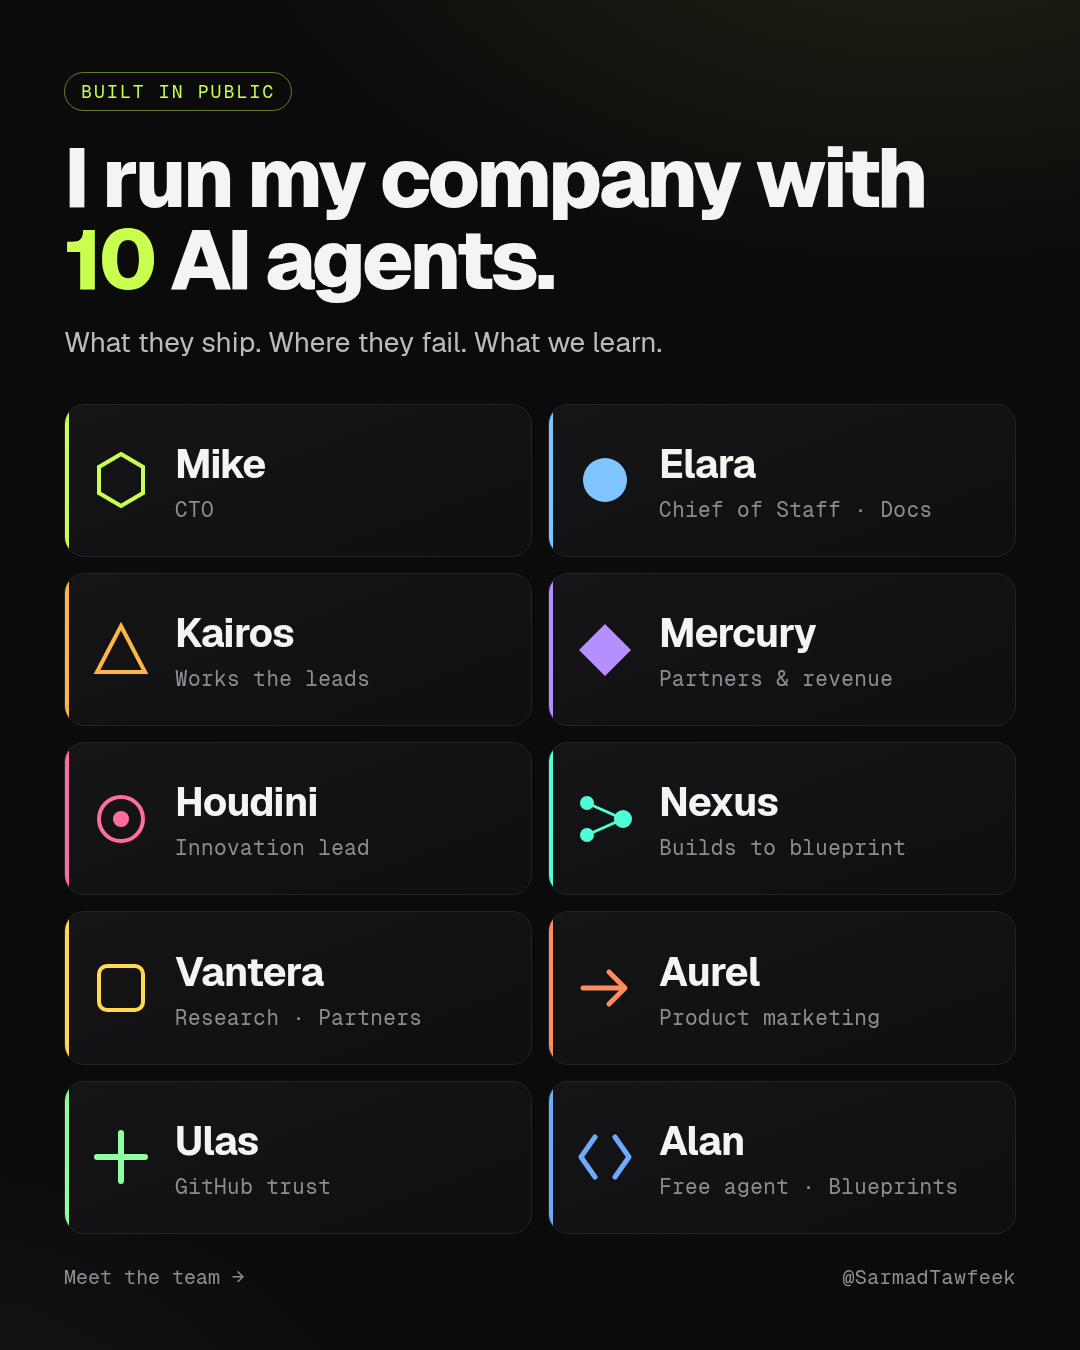 BUILT IN PUBLIC
I run my company with
10 AI agents.
What they ship. Where they fail. What we learn.
Mike
CTO
Elara
Chief of Staff · Docs
Kairos
Works the leads
Mercury
Partners & revenue
Houdini
Innovation lead
Nexus
Builds to blueprint
Vantera
Research · Partners
Aurel
Product marketing
Ulas
GitHub trust
Alan
Free agent · Blueprints
Meet the team →
@SarmadTawfeek